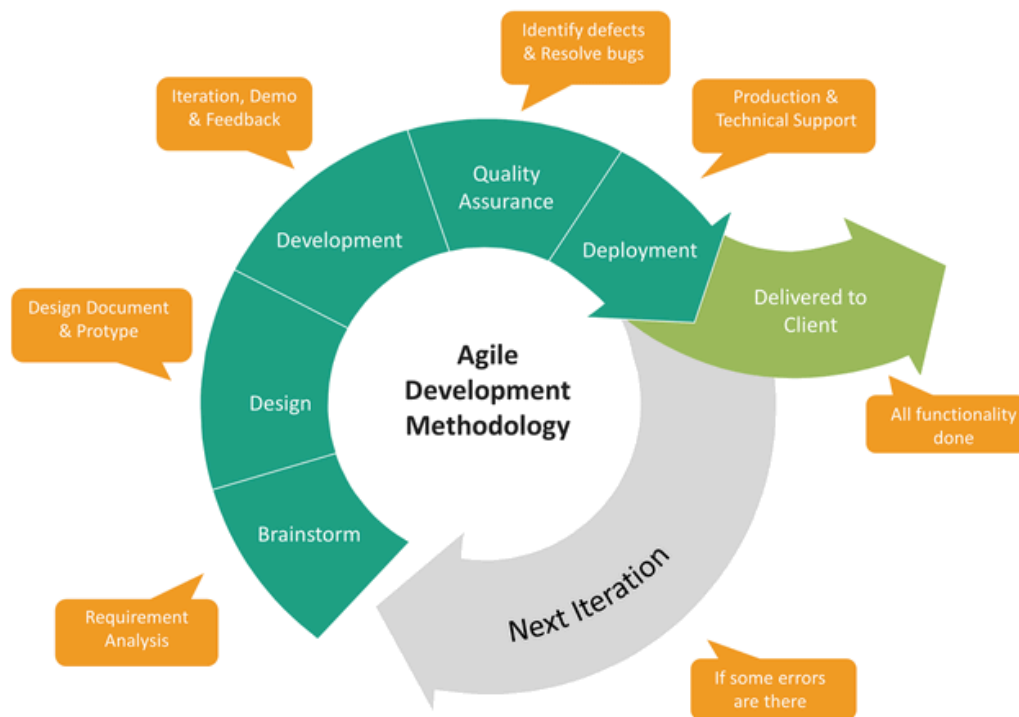 Identify defects
& Resolve bugs
Iteration, Demo
& Feedback
Production &
Technical Support
Quality
Assurance
Development
Deployment
Design Document
& Protype
Delivered to
Client
Agile
Development
Methodology
Design
All functionality
done
Brainstorm
Next Iteration
Requirement
Analysis
If some errors
are there